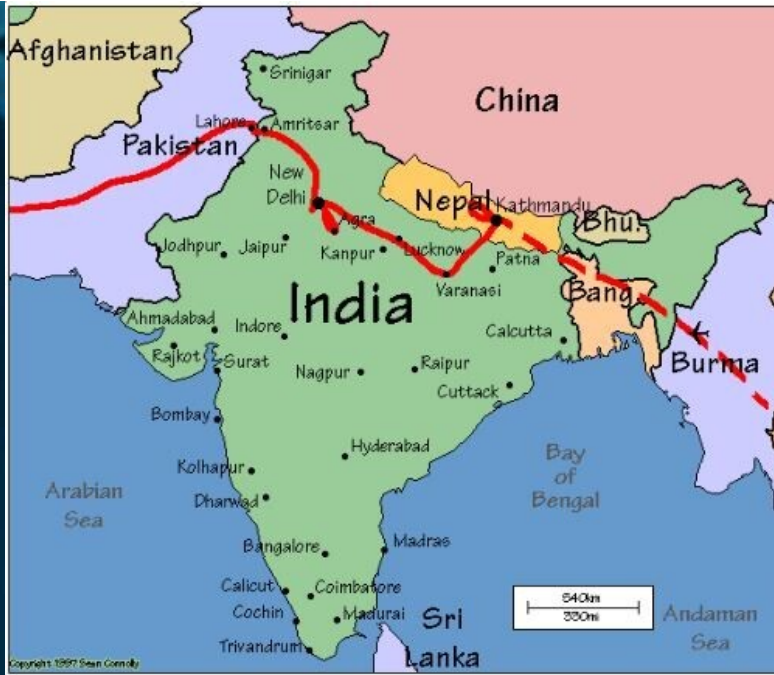 Afghanistan
Srinigar
China
Lahore
Amritsar
Pakistan
New
Delhi
Nepal
Kathmandu
Bhu.
Agra
Jodhpur
Jaipur
Kanpur
Lucknow
Patna
Varanasi
Bang.
India
Ahmadabad
Indore
Calcutta
Rajkot
Surat
Nagpur
Raipur
Burma
Cuttack
Bombay
Hyderabad
Bay
of
Bengal
Kolhapur
Arabian
Sea
Dharwad
Bangalore
Madras
Calicut
Coimbatore
540km
330mi
Cochin
Madurai
Sri
Lanka
Andaman
Sea
Trivandrum
Copyright 1997 Sean Connolly